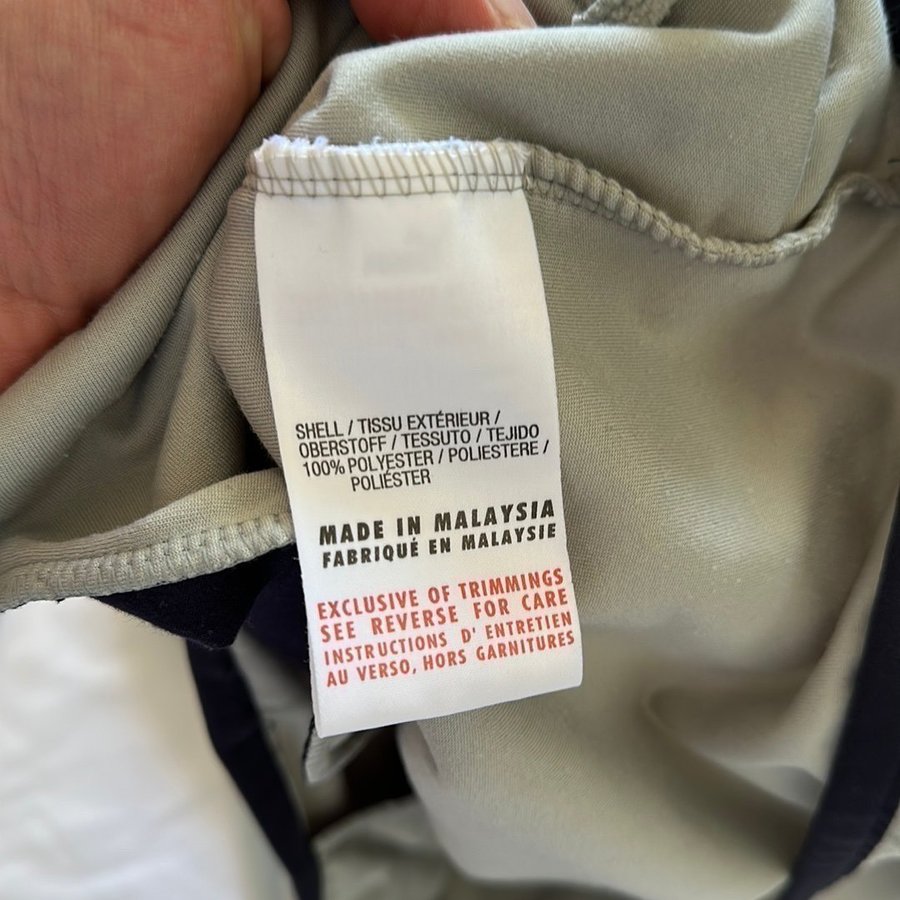 SHELL / TISSU EXTÉRIEUR /
OBERSTOFF / TESSUTO / TEJIDO
100% POLYESTER / POLIESTERE /
POLIÉSTER
MADE IN MALAYSIA
FABRIQUÉ EN MALAYSIE
EXCLUSIVE OF TRIMMINGS
SEE REVERSE FOR CARE
INSTRUCTIONS D' ENTRETIEN
AU VERSO, HORS GARNITURES